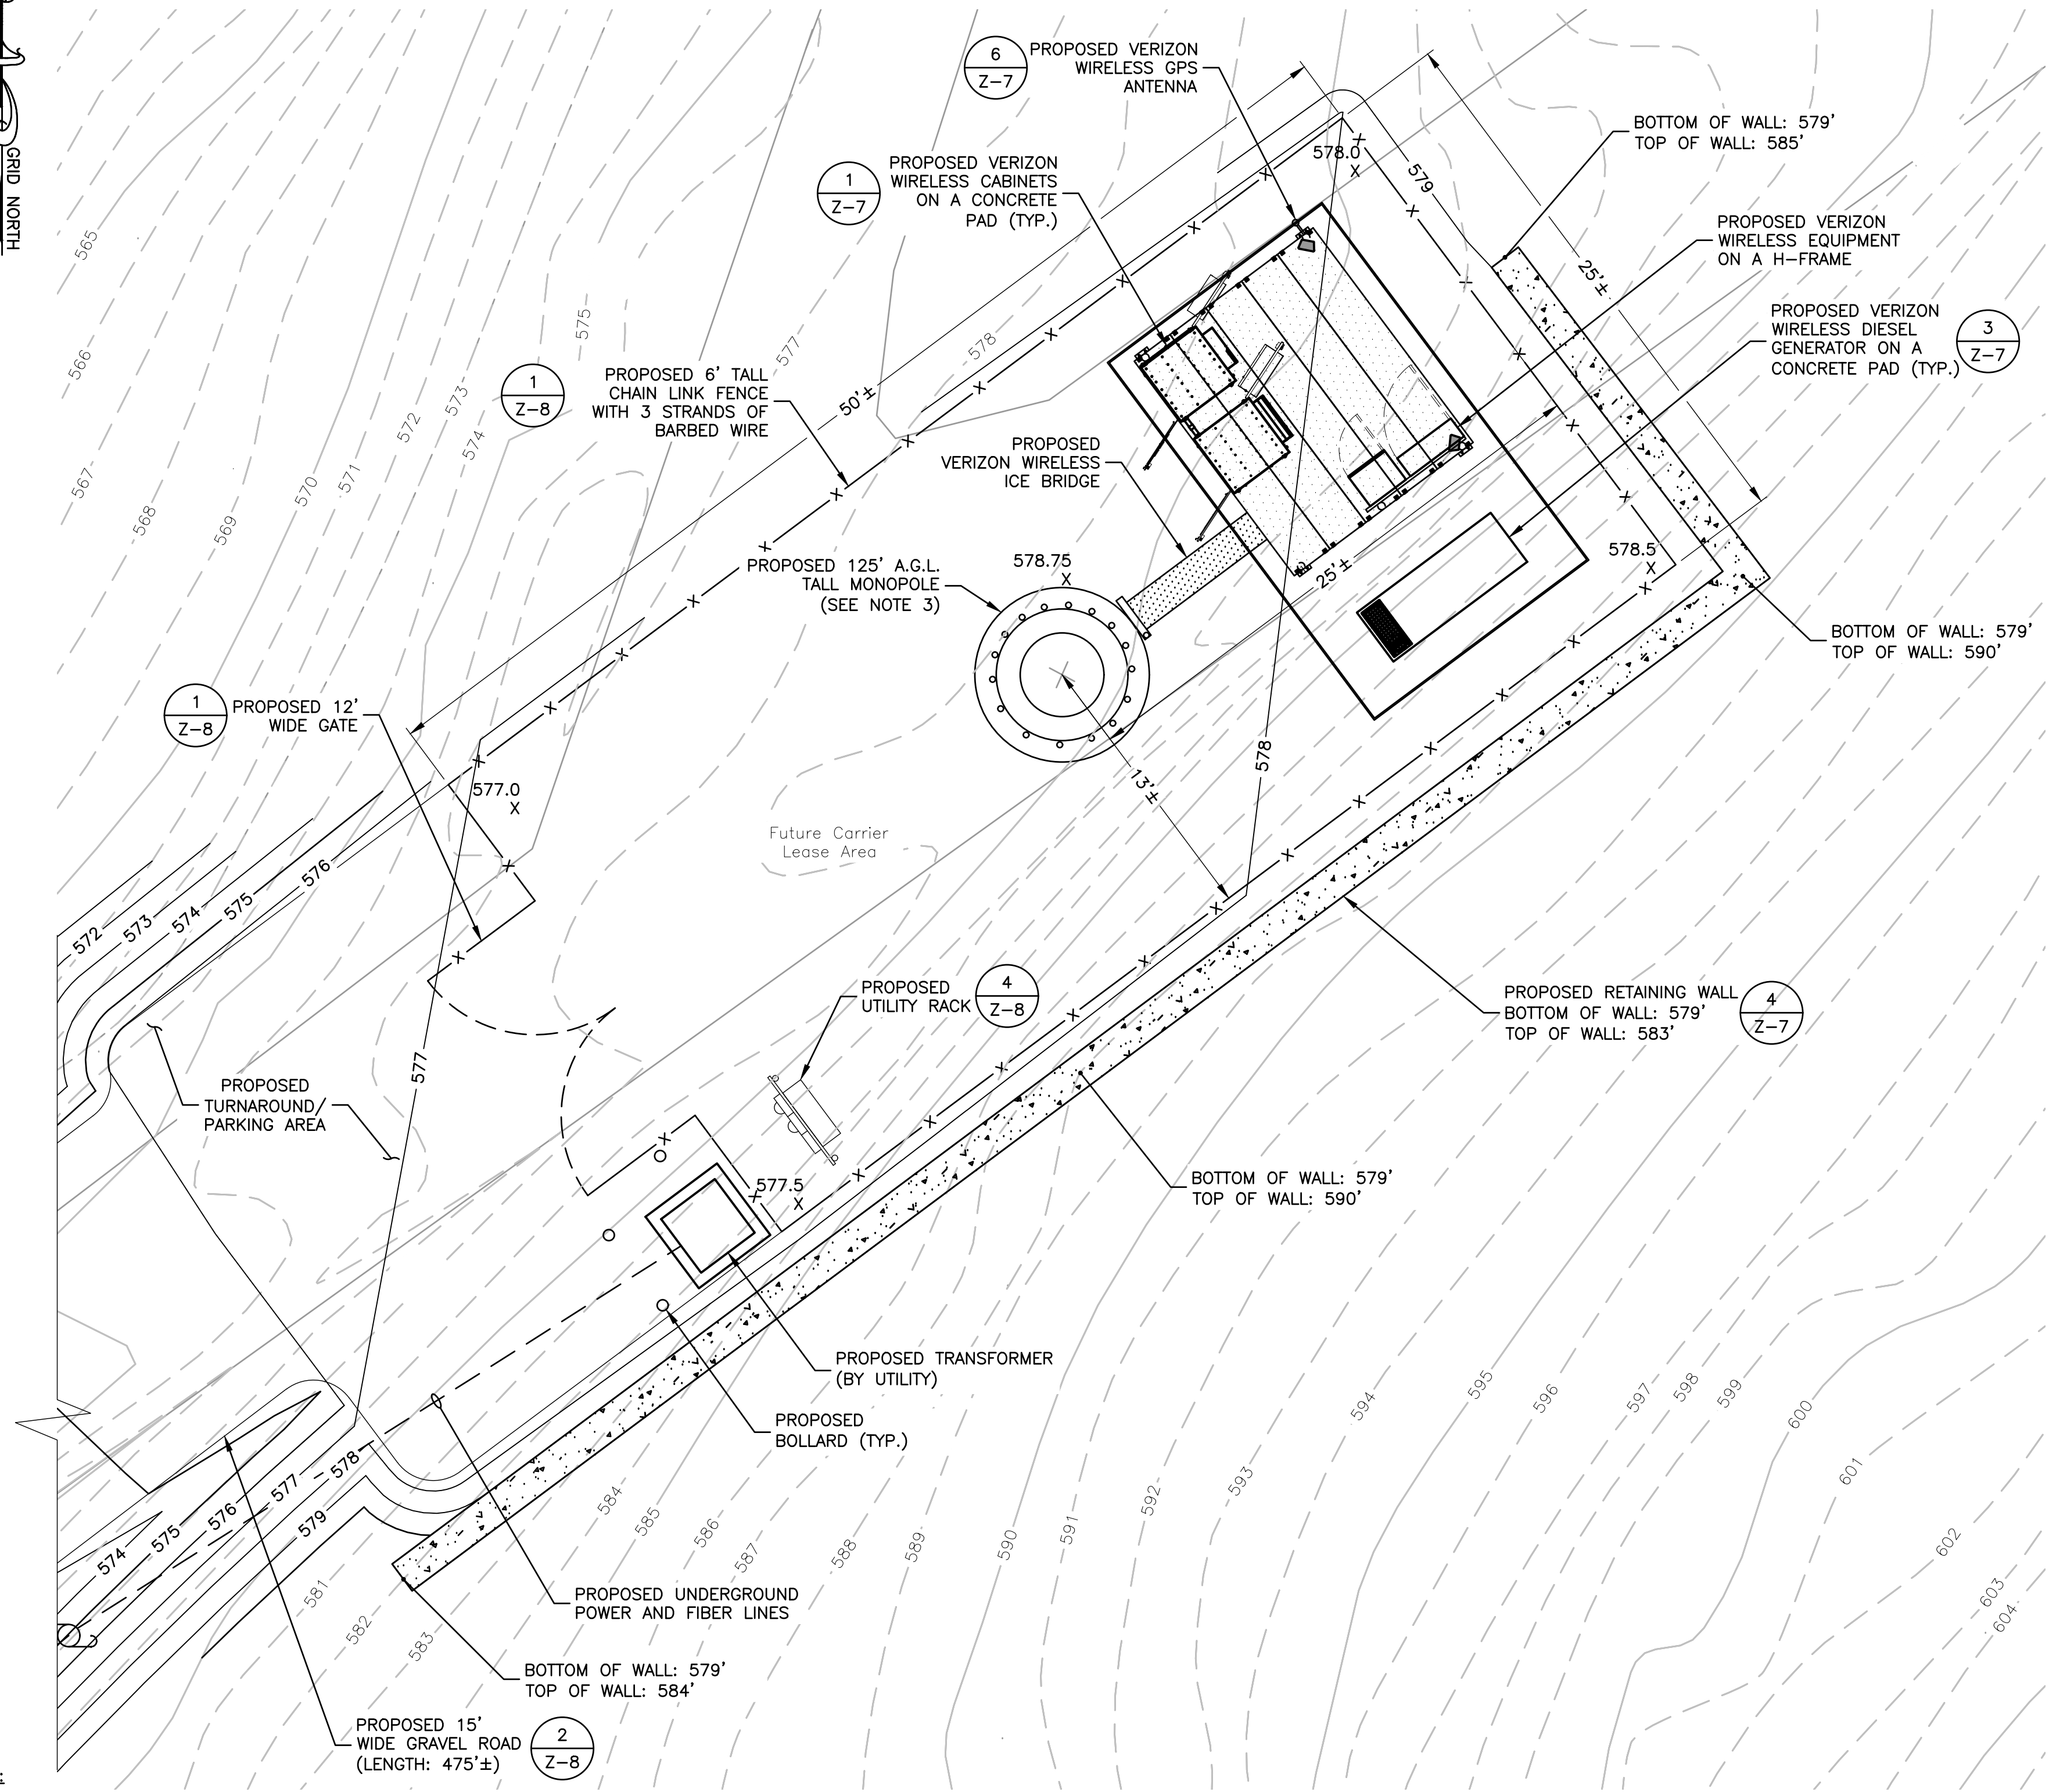 GRID NORTH
6
Z-7
PROPOSED VERIZON
WIRELESS GPS
ANTENNA
1
Z-7
PROPOSED VERIZON
WIRELESS CABINETS
ON A CONCRETE
PAD (TYP.)
BOTTOM OF WALL: 579'
TOP OF WALL: 585'
PROPOSED VERIZON
WIRELESS EQUIPMENT
ON A H-FRAME
PROPOSED VERIZON
WIRELESS DIESEL
GENERATOR ON A
CONCRETE PAD (TYP.)
3
Z-7
578.0
X
579
25'±
1
Z-8
PROPOSED 6' TALL
CHAIN LINK FENCE
WITH 3 STRANDS OF
BARBED WIRE
50'±
PROPOSED
VERIZON WIRELESS
ICE BRIDGE
PROPOSED 125' A.G.L.
TALL MONOPOLE
(SEE NOTE 3)
578.75
X
25'±
578.5
X
BOTTOM OF WALL: 579'
TOP OF WALL: 590'
565
566
567
568
569
570
571
572
573
574
575
575
577
578
1
Z-8
PROPOSED 12'
WIDE GATE
577.0
X
13'±
578
Future Carrier
Lease Area
572
573
574
575
576
577
PROPOSED
UTILITY RACK
4
Z-8
PROPOSED RETAINING WALL
BOTTOM OF WALL: 579'
TOP OF WALL: 583'
4
Z-7
PROPOSED
TURNAROUND/
PARKING AREA
577.5
X
BOTTOM OF WALL: 579'
TOP OF WALL: 590'
PROPOSED TRANSFORMER
(BY UTILITY)
PROPOSED
BOLLARD (TYP.)
574
575
576
577
578
579
581
582
583
584
585
586
587
588
589
590
591
592
593
594
595
596
597
598
599
600
601
602
603
604
PROPOSED UNDERGROUND
POWER AND FIBER LINES
BOTTOM OF WALL: 579'
TOP OF WALL: 584'
PROPOSED 15'
WIDE GRAVEL ROAD
(LENGTH: 475'±)
2
Z-8